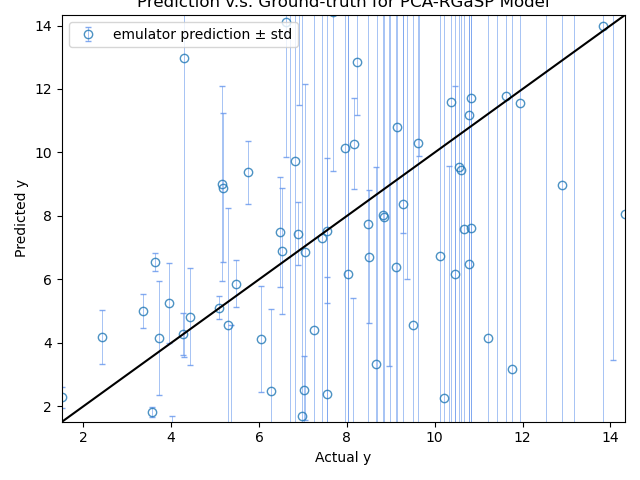 Prediction v.s. Ground-truth for PCA-RGaSP Model
emulator prediction ± std
14
12
10
8
6
4
2
Predicted y
2 4 6 8 10 12 14
Actual y